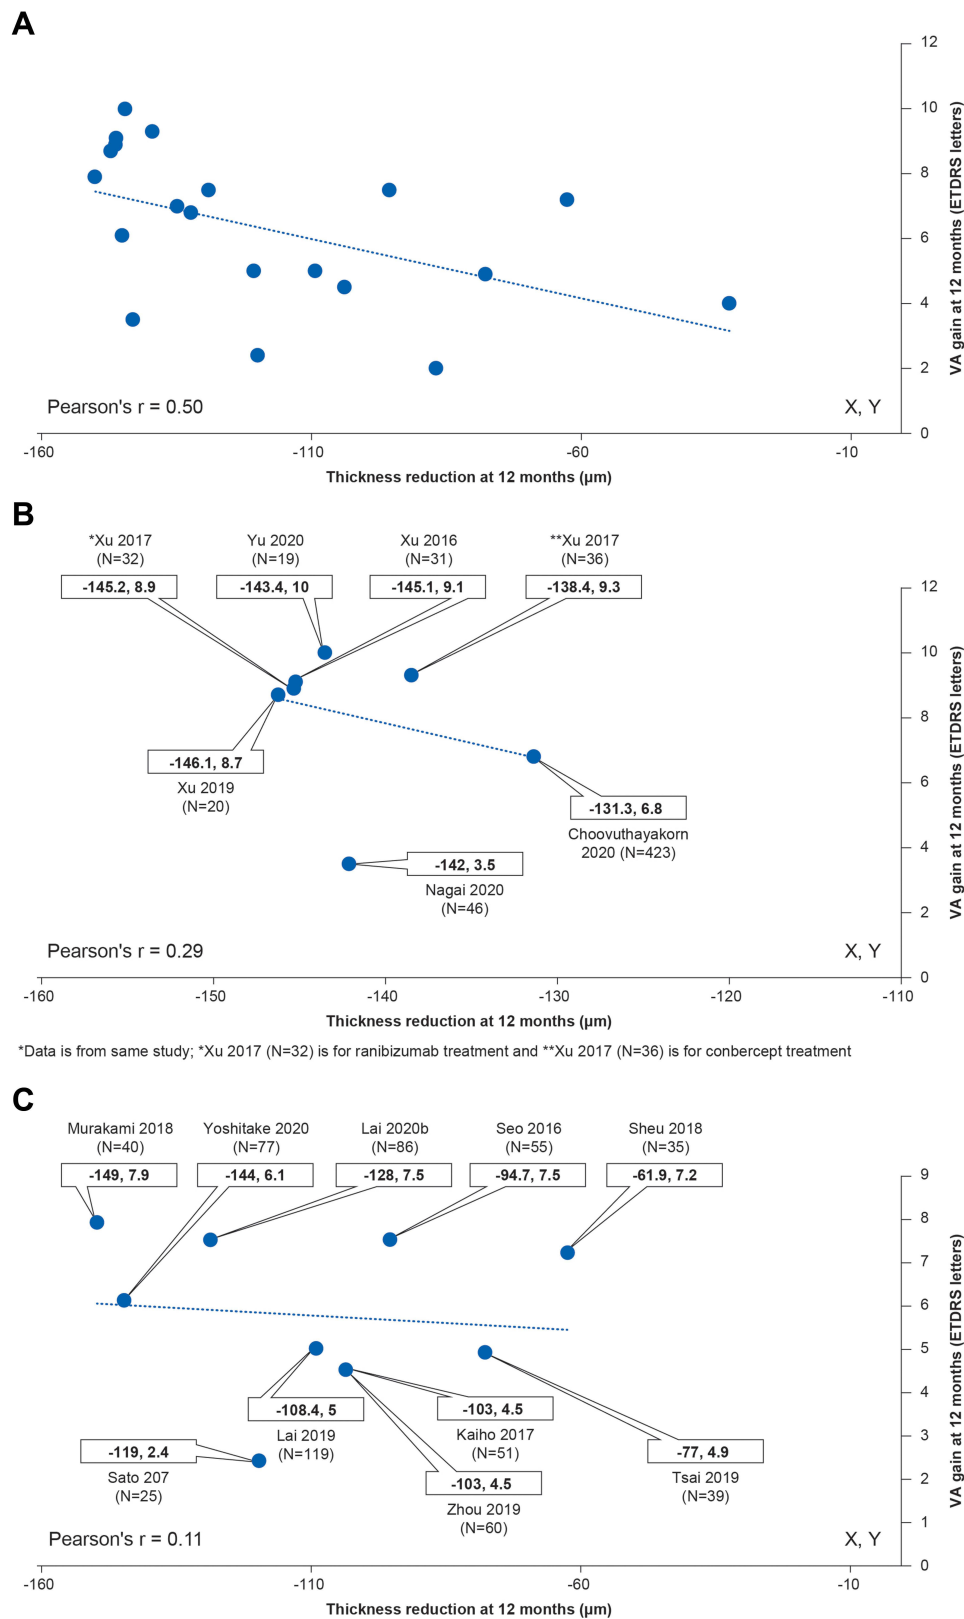 A
12
10
8
6
4
2
0
VA gain at 12 months (ETDRS letters)
Pearson's r = 0.50
X, Y
-160
-110
-60
-10
Thickness reduction at 12 months (µm)
B
*Xu 2017
(N=32)
-145.2, 8.9
Yu 2020
(N=19)
-143.4, 10
Xu 2016
(N=31)
-145.1, 9.1
**Xu 2017
(N=36)
-138.4, 9.3
-146.1, 8.7
Xu 2019
(N=20)
-131.3, 6.8
Choovuthayakorn
2020 (N=423)
-142, 3.5
Nagai 2020
(N=46)
12
10
8
6
4
2
0
VA gain at 12 months (ETDRS letters)
Pearson's r = 0.29
X, Y
-160
-150
-140
-130
-120
-110
Thickness reduction at 12 months (µm)
*Data is from same study; *Xu 2017 (N=32) is for ranibizumab treatment and **Xu 2017 (N=36) is for conbercept treatment
C
Murakami 2018
(N=40)
-149, 7.9
Yoshitake 2020
(N=77)
-144, 6.1
Lai 2020b
(N=86)
-128, 7.5
Seo 2016
(N=55)
-94.7, 7.5
Sheu 2018
(N=35)
-61.9, 7.2
-108.4, 5
Lai 2019
(N=119)
-103, 4.5
Kaiho 2017
(N=51)
-119, 2.4
Sato 207
(N=25)
-103, 4.5
Zhou 2019
(N=60)
-77, 4.9
Tsai 2019
(N=39)
9
8
7
6
5
4
3
2
1
0
VA gain at 12 months (ETDRS letters)
Pearson's r = 0.11
X, Y
-160
-110
-60
-10
Thickness reduction at 12 months (µm)